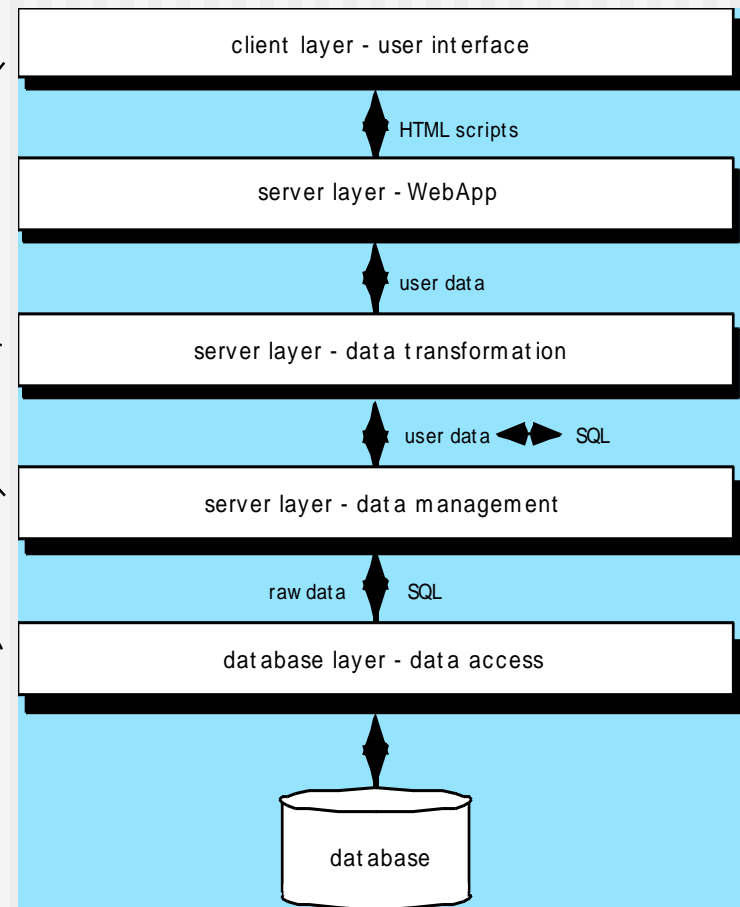 client layer - user interface
HTML scripts
server layer - WebApp
user data
server layer - data transformation
user data SQL
server layer - data management
raw data SQL
database layer - data access
database